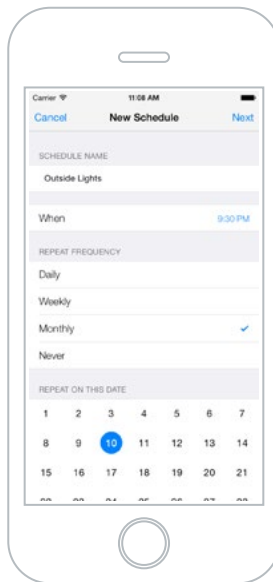 Carrier 11:08 AM
Cancel New Schedule Next
SCHEDULE NAME
Outside Lights
When 9:30 PM
REPEAT FREQUENCY
Daily
Weekly
Monthly
Never
REPEAT ON THIS DATE
1 2 3 4 5 6 7
8 9 10 11 12 13 14
15 16 17 18 19 20 21